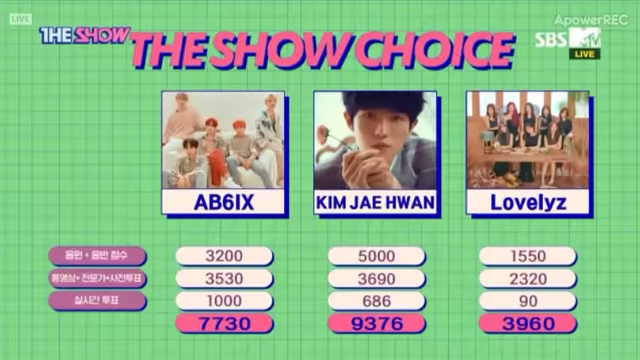 LIVE
ApowerREC
THE SHOW
THE SHOW CHOICE
SBS MTV
LIVE
AB6IX
KIM JAE HWAN
Lovelyz
음원 + 음반 점수
3200
5000
1550
동영상+ 전문가+사전투표
3530
3690
2320
실시간 투표
1000
686
90
7730
9376
3960